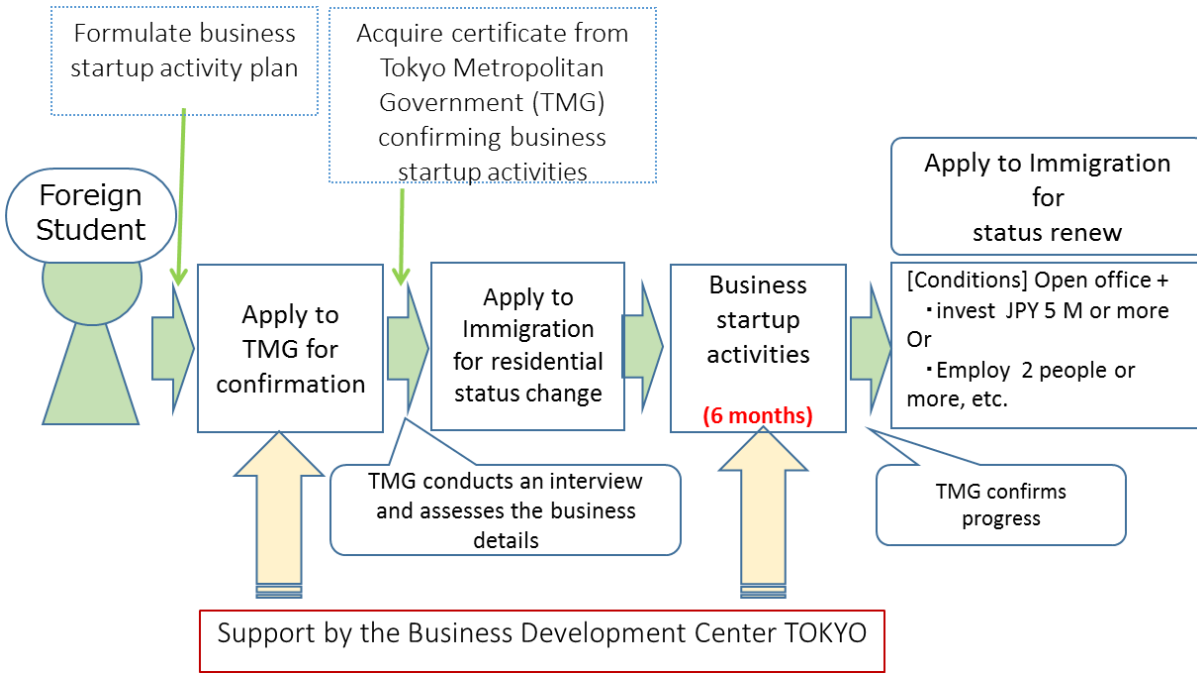 Formulate business
startup activity plan
Acquire certificate from
Tokyo Metropolitan
Government (TMG)
confirming business
startup activities
Foreign
Student
Apply to
TMG for
confirmation
Apply to
Immigration
for residential
status change
Business
startup
activities
(6 months)
Apply to Immigration
for
status renew
[Conditions] Open office +
・invest JPY 5 M or more
Or
・Employ 2 people or
more, etc.
TMG conducts an interview
and assesses the business
details
TMG confirms
progress
Support by the Business Development Center TOKYO